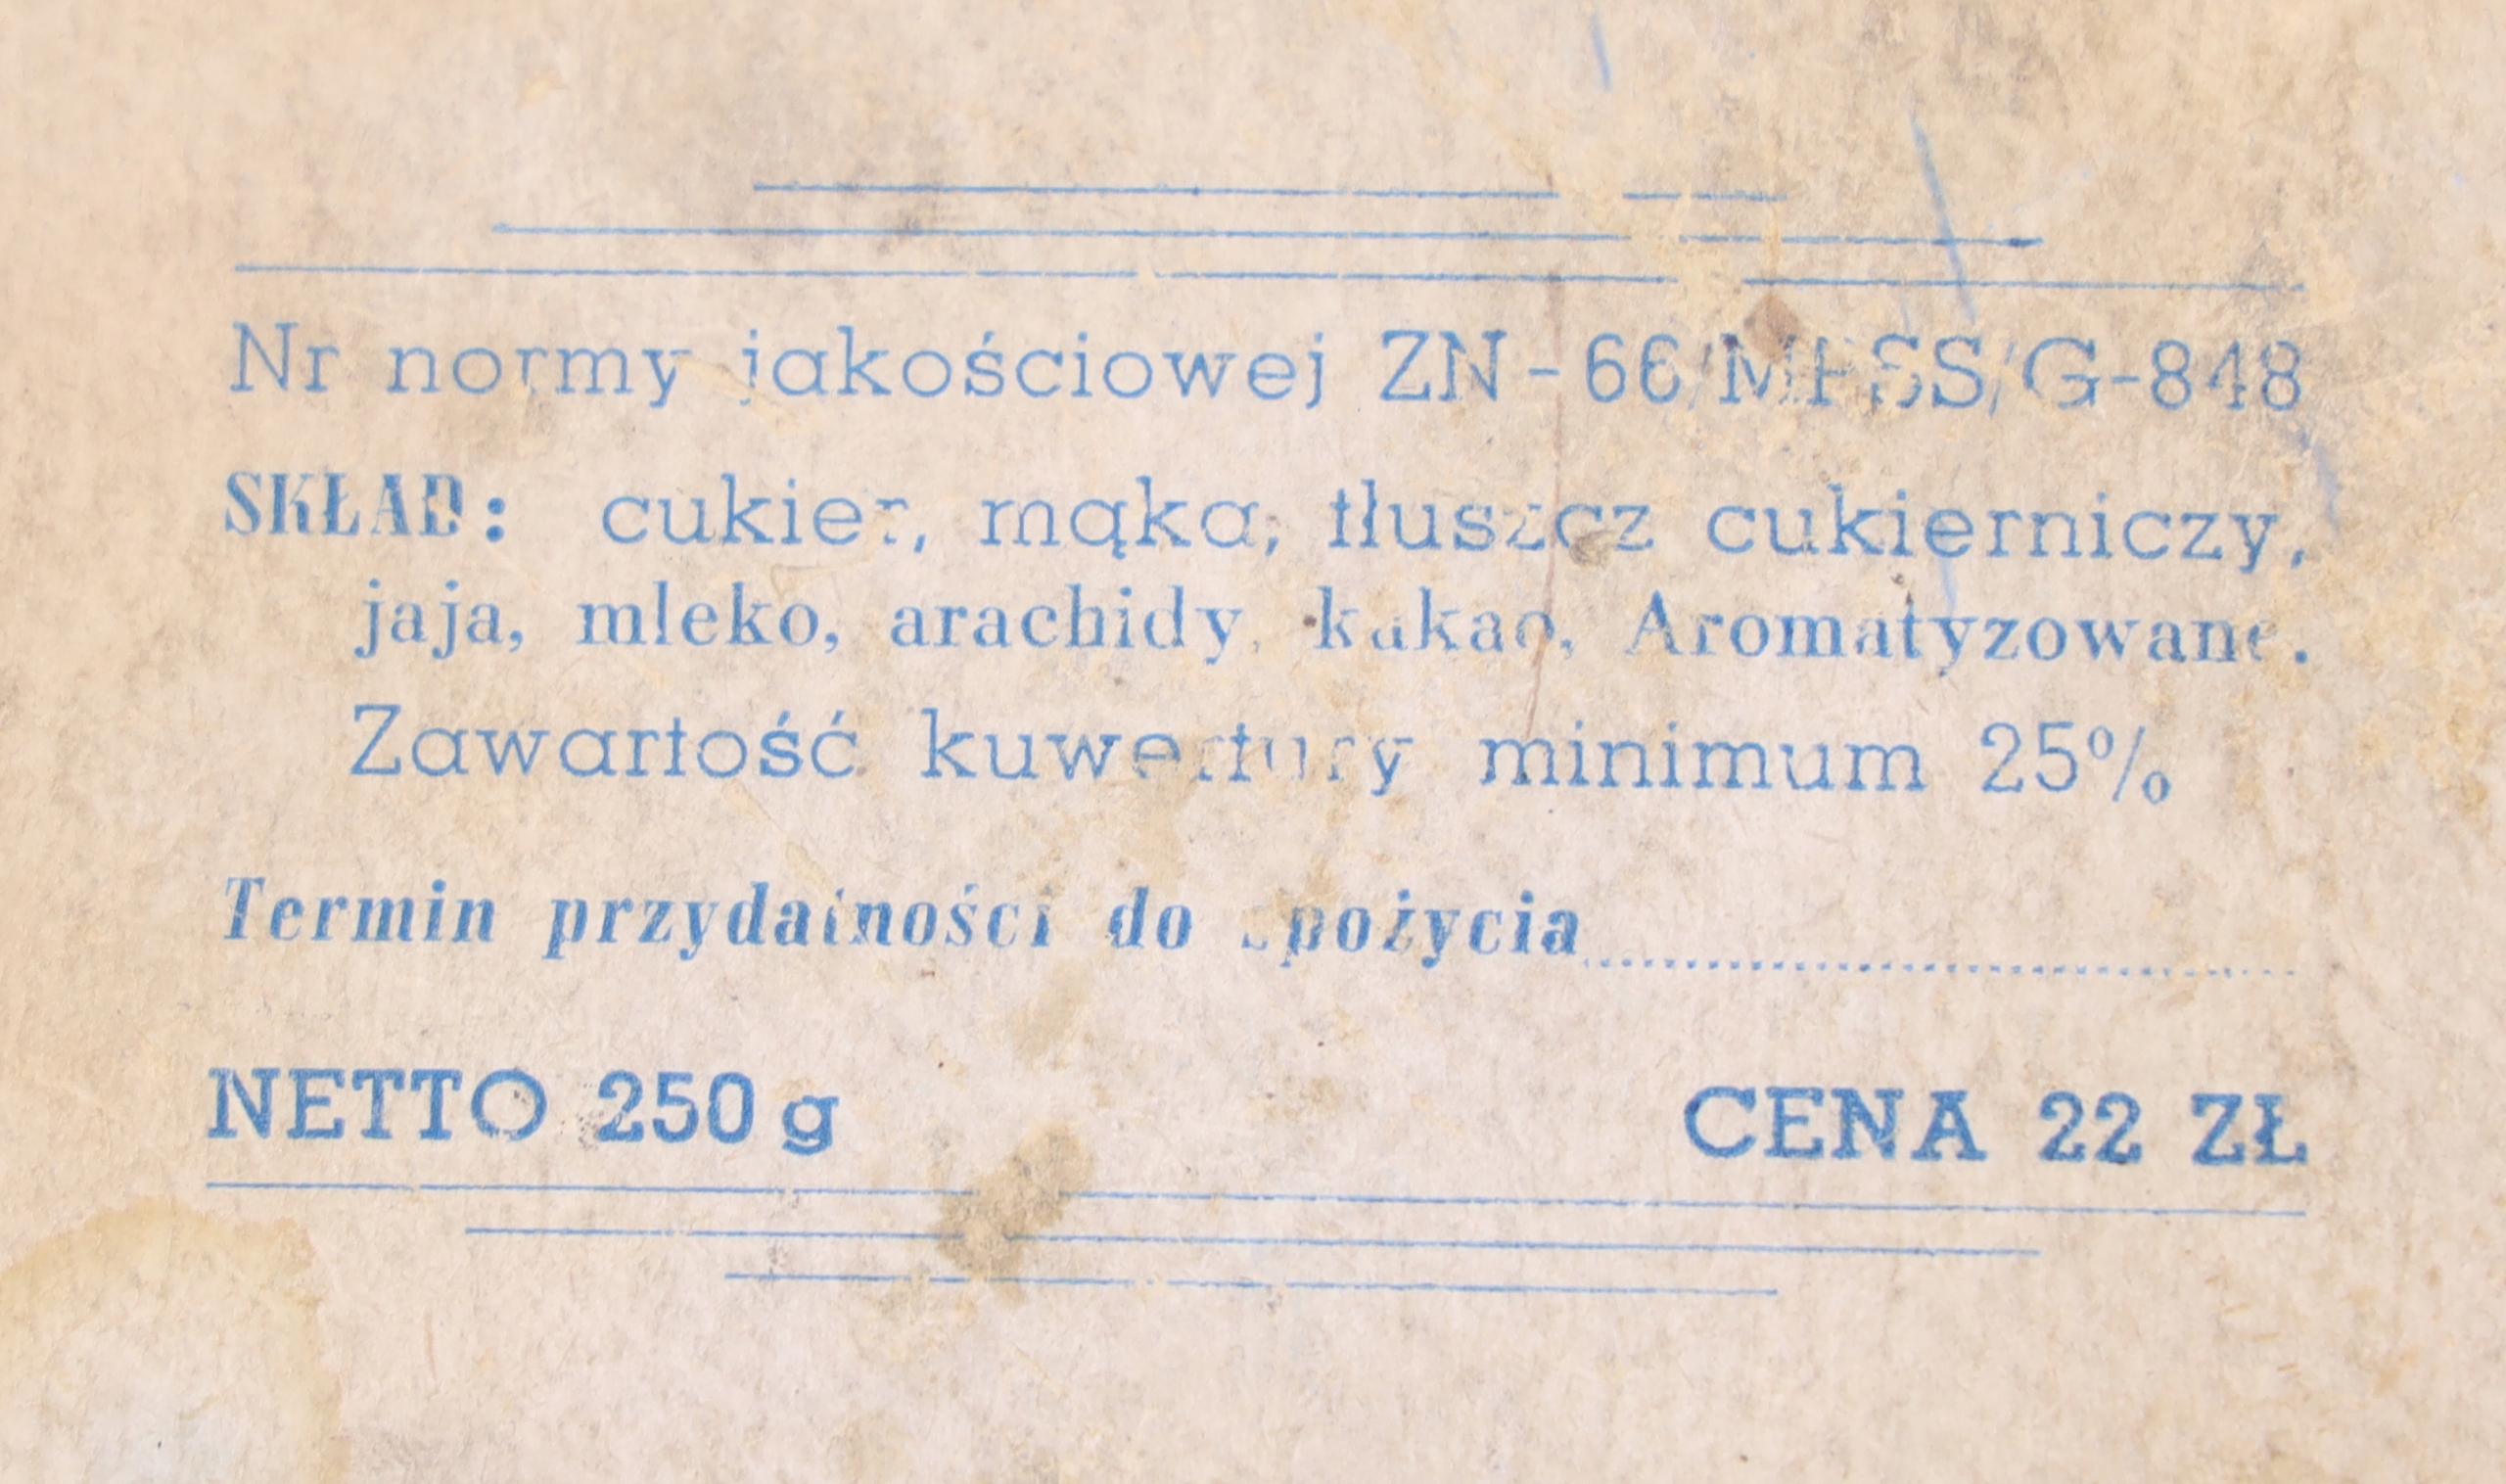 Nr normy jakościowej ZN-66/MPSS/G-848
SKŁAD: cukier, mąka, tłuszcz cukierniczy,
jaja, mleko, arachidy, kakao, Aromatyzowane.
Zawartość kuwertury minimum 25%
Termin przydatności do spożycia
NETTO 250 g CENA 22 ZŁ